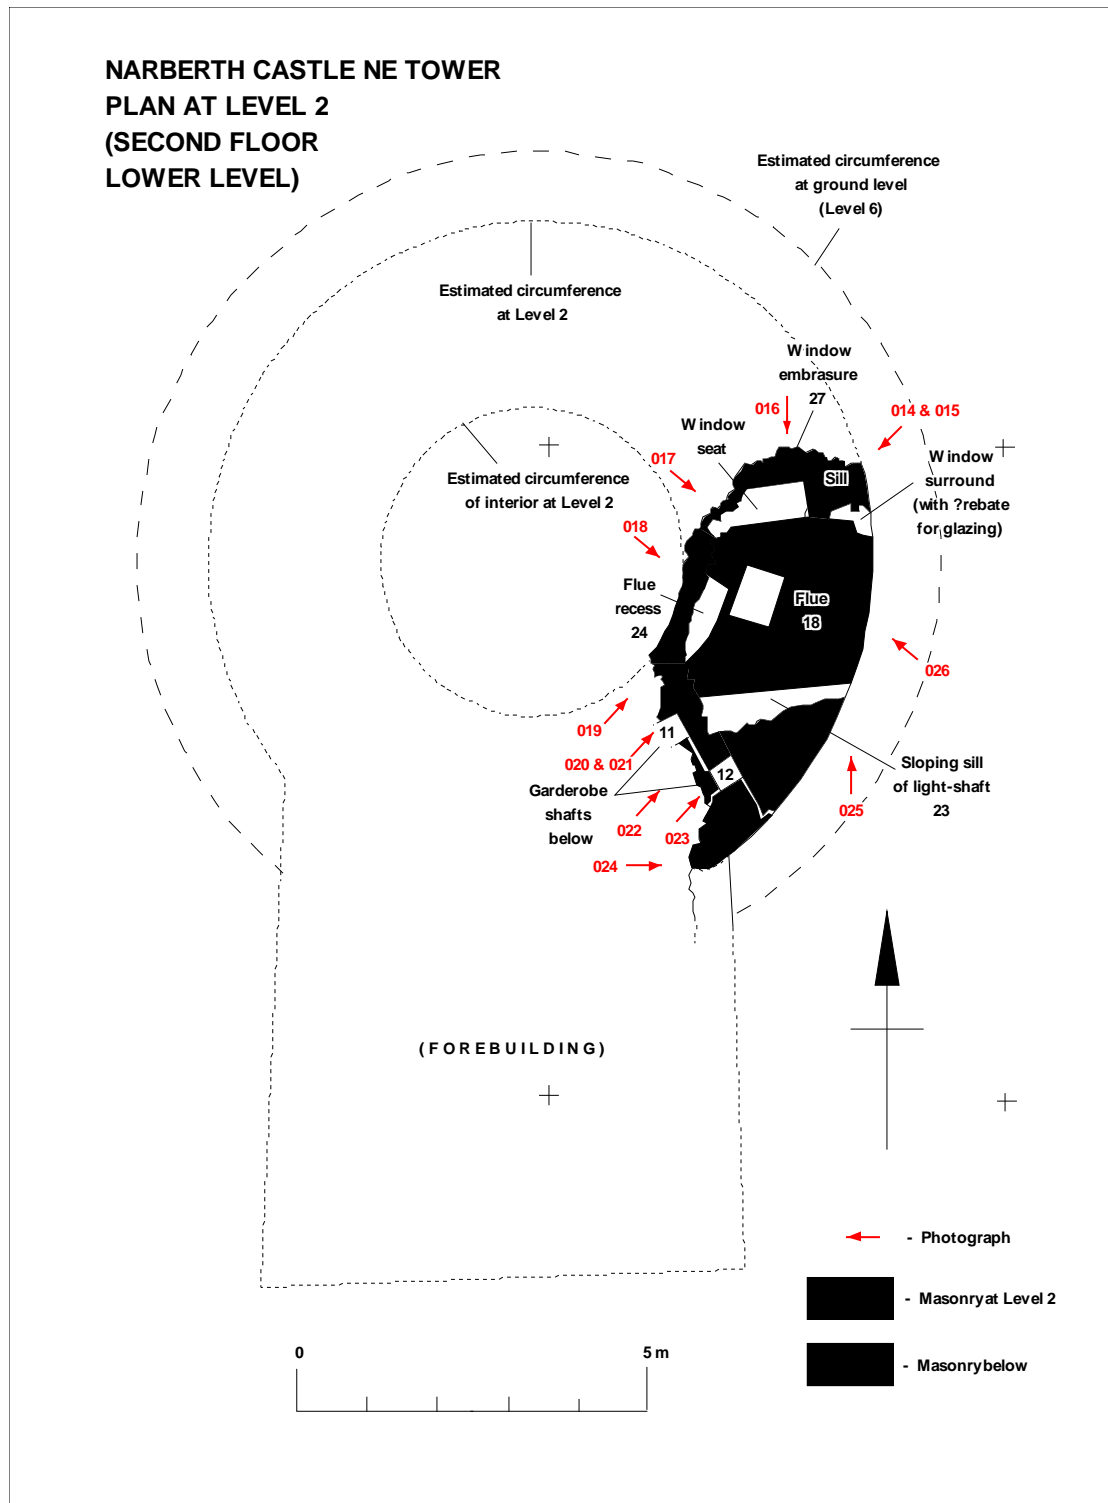 NARBERTH CASTLE NE TOWER
PLAN AT LEVEL 2
(SECOND FLOOR
LOWER LEVEL)
Estimated circumference
at ground level
(Level 6)
Estimated circumference
at Level 2
Window
embrasure
27
016
014 & 015
Window
seat
Window
surround
(with ?rebate
for glazing)
017
Sill
Estimated circumference
of interior at Level 2
018
Flue
recess
24
Flue
18
026
019
11
020 & 021
12
Garderobe
shafts
below
022
023
024
025
Sloping sill
of light-shaft
23
(FOREBUILDING)
- Photograph
- Masonry at Level 2
- Masonry below
0
5 m